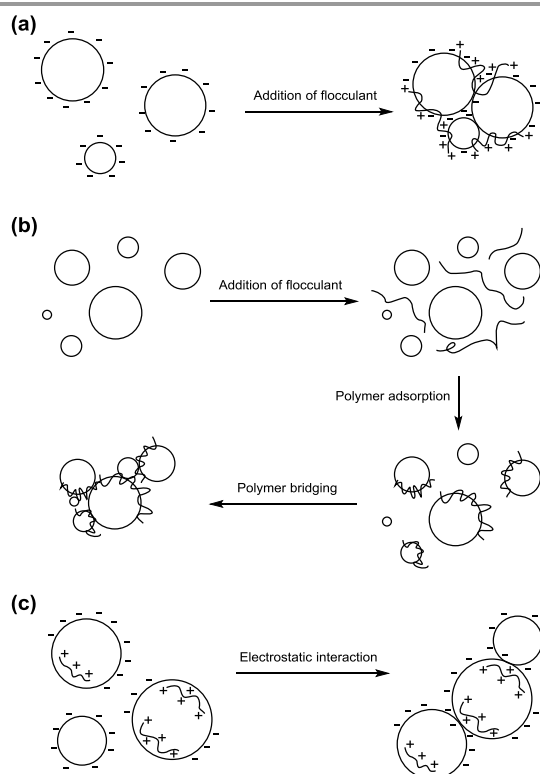 (a)
Addition of flocculant
(b)
Addition of flocculant
Polymer adsorption
Polymer bridging
(c)
Electrostatic interaction